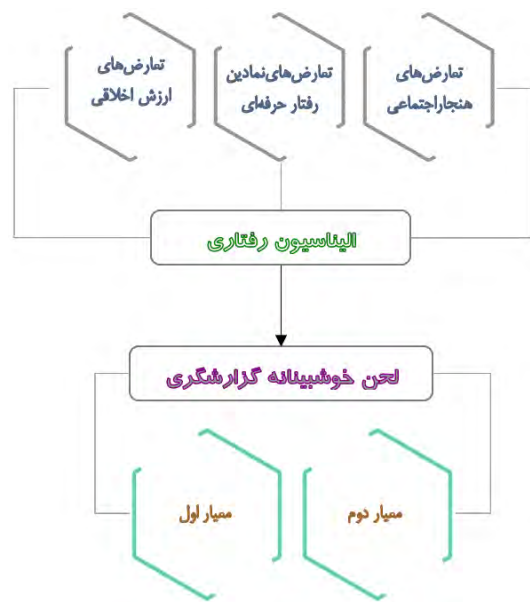 تعارض‌های
هنجاراجتماعی
تعارض‌های نمادین
رفتار حرفه‌ای
تعارض‌های
ارزش اخلاقی
الیناسیون رفتاری
لحن خوشبینانه گزارشگری
معیار دوم
معیار اول